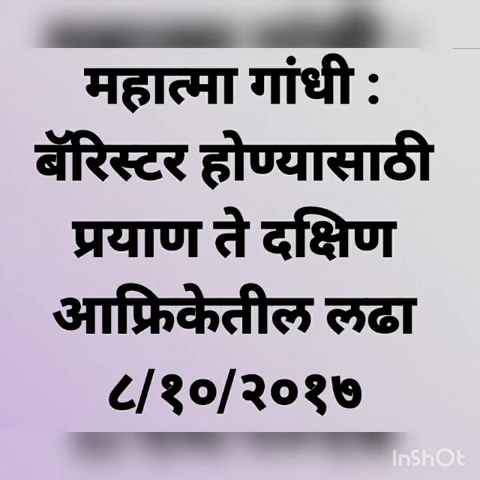 महात्मा गांधी :
बॅरिस्टर होण्यासाठी
प्रयाण ते दक्षिण
आफ्रिकेतील लढा
८/१०/२०१७
InShOt